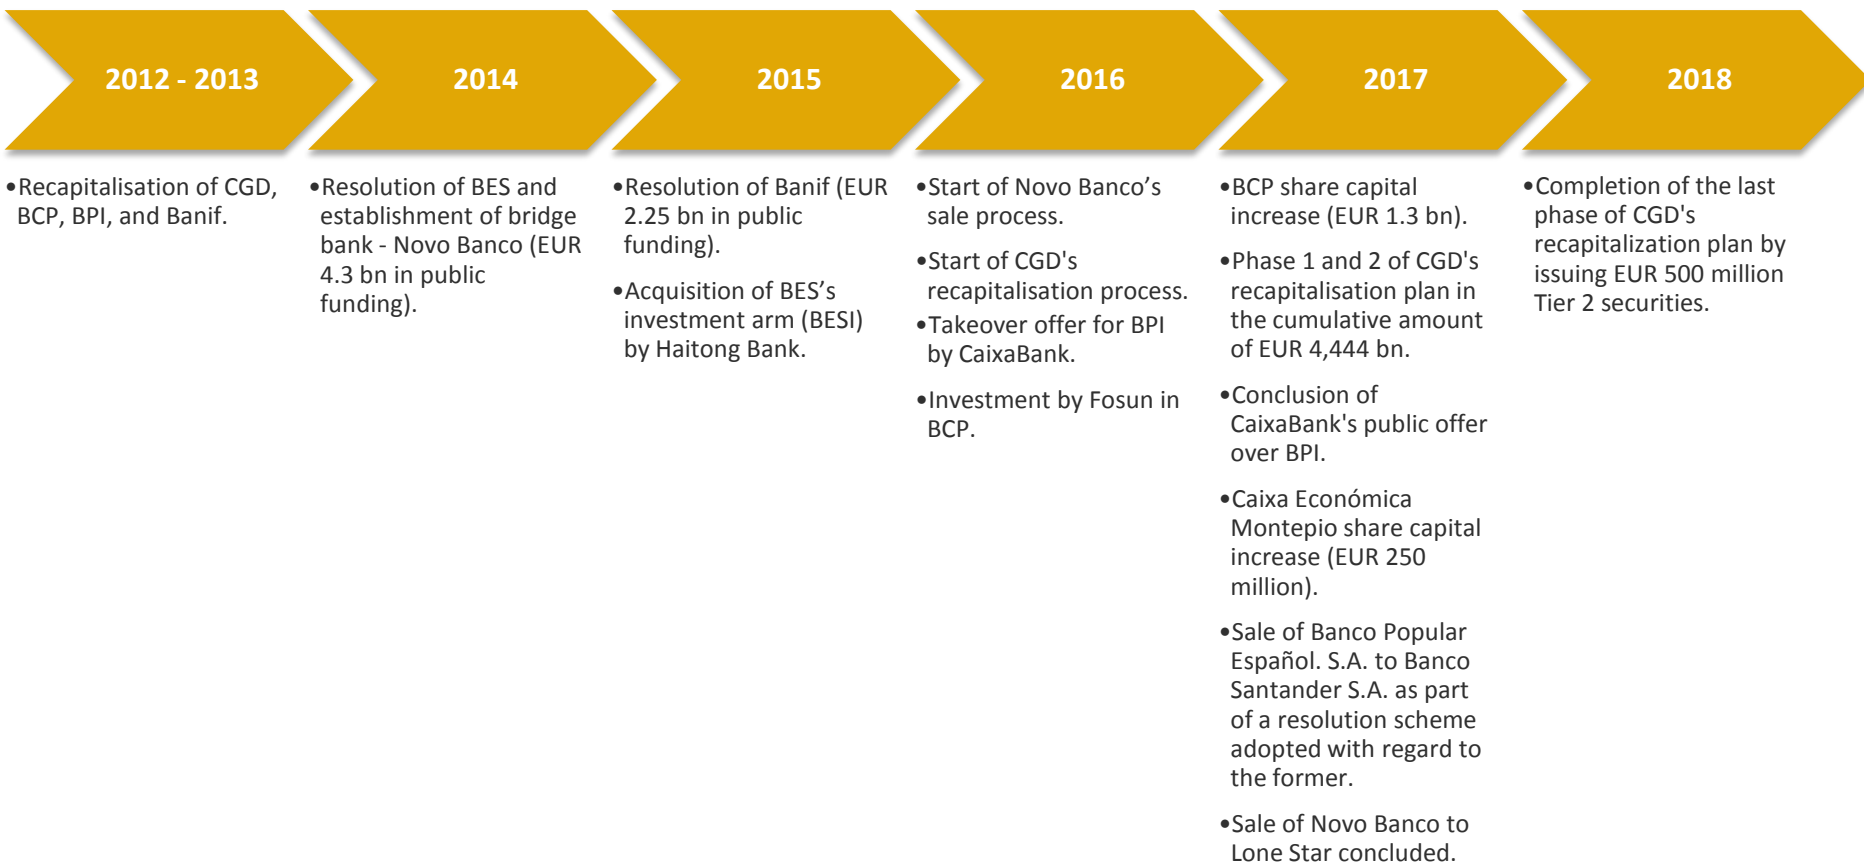 2012 - 2013
2014
2015
2016
2017
2018
•Recapitalisation of CGD,
BCP, BPI, and Banif.
•Resolution of BES and
establishment of bridge
bank - Novo Banco (EUR
4.3 bn in public
funding).
•Resolution of Banif (EUR
2.25 bn in public
funding).
•Acquisition of BES’s
investment arm (BESI)
by Haitong Bank.
•Start of Novo Banco’s
sale process.
•Start of CGD's
recapitalisation process.
•Takeover offer for BPI
by CaixaBank.
•Investment by Fosun in
BCP.
•BCP share capital
increase (EUR 1.3 bn).
•Phase 1 and 2 of CGD's
recapitalisation plan in
the cumulative amount
of EUR 4,444 bn.
•Conclusion of
CaixaBank's public offer
over BPI.
•Caixa Económica
Montepio share capital
increase (EUR 250
million).
•Sale of Banco Popular
Español. S.A. to Banco
Santander S.A. as part
of a resolution scheme
adopted with regard to
the former.
•Sale of Novo Banco to
Lone Star concluded.
•Completion of the last
phase of CGD's
recapitalization plan by
issuing EUR 500 million
Tier 2 securities.